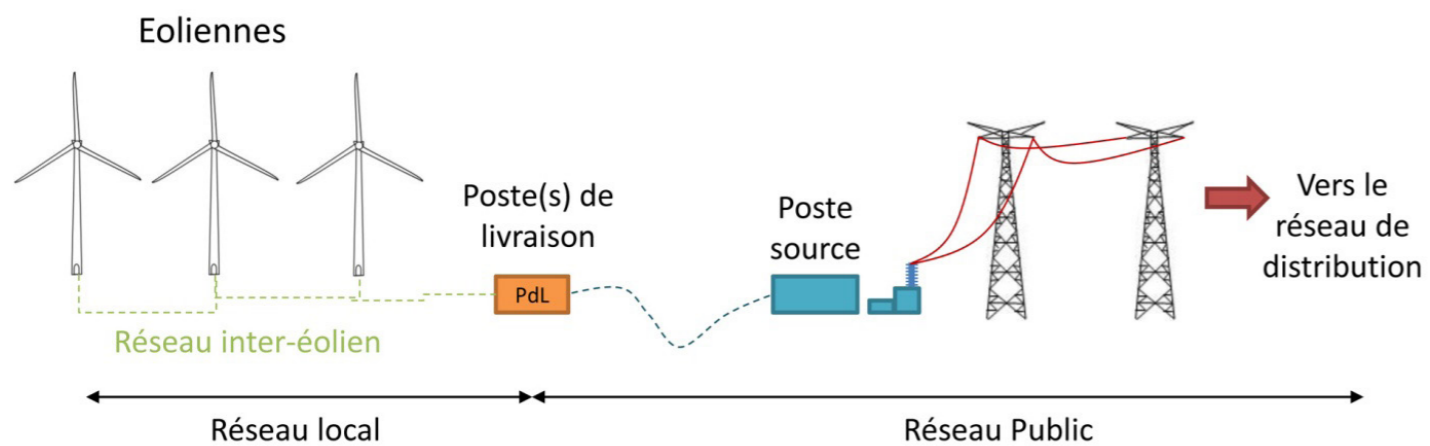 Eoliennes
Poste(s) de
livraison
PdL
Réseau inter-éolien
Poste
source
Vers le
réseau de
distribution
Réseau local
Réseau Public